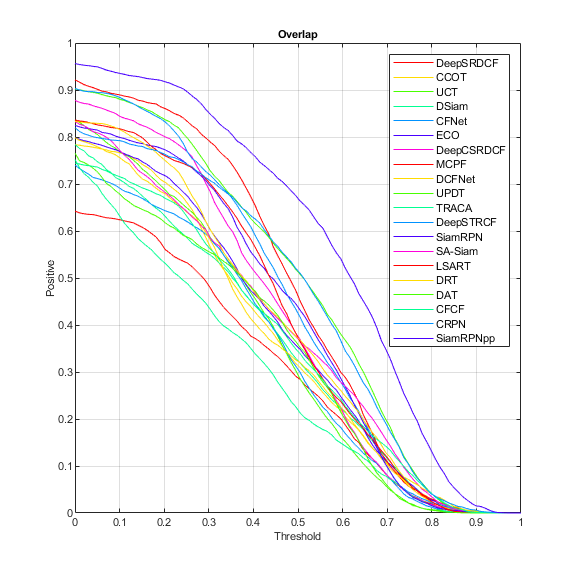 Overlap
1
0.9
0.8
0.7
0.6
0.5
0.4
0.3
0.2
0.1
0
Positive
DeepSRDCF
CCOT
UCT
DSiam
CFNet
ECO
DeepCSRDCF
MCPF
DCFNet
UPDT
TRACA
DeepSTRCF
SiamRPN
SA-Siam
LSART
DRT
DAT
CFCF
CRPN
SiamRPNpp
0 0.1 0.2 0.3 0.4 0.5 0.6 0.7 0.8 0.9 1
Threshold